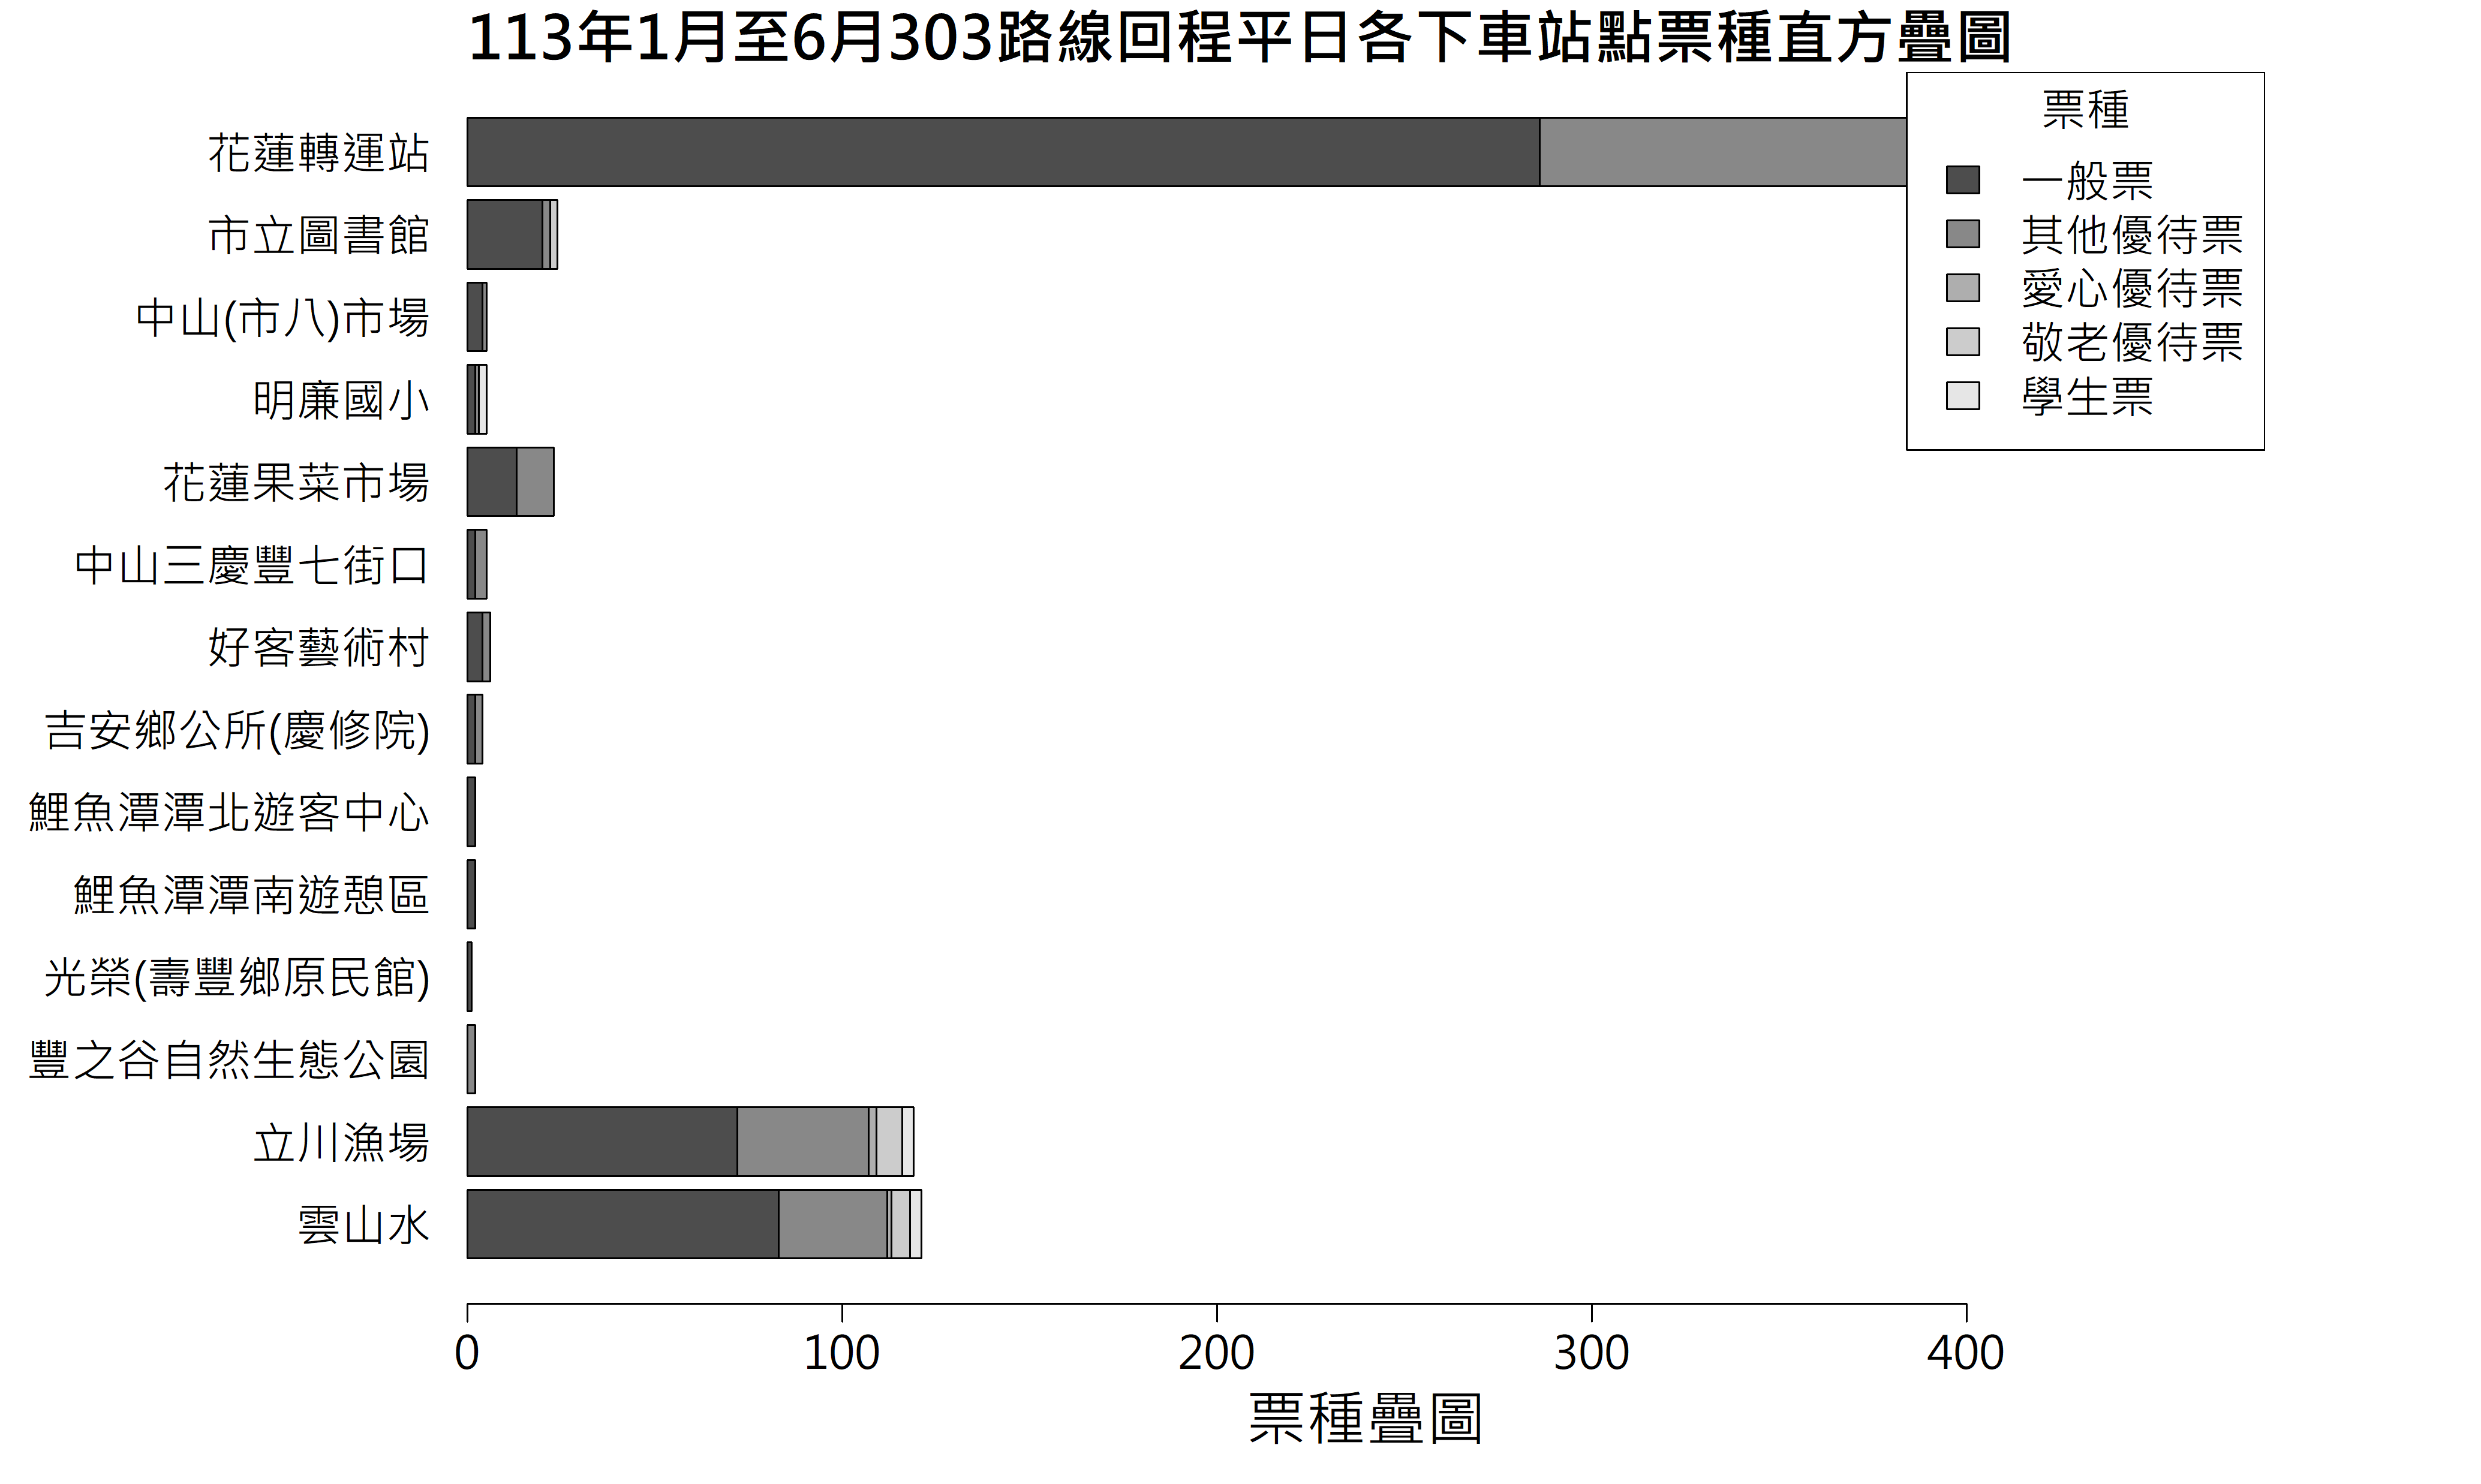 113年1月至6月303路線回程平日各下車站點票種直方疊圖
票種
一般票
其他優待票
愛心優待票
敬老優待票
學生票
花蓮轉運站
市立圖書館
中山(市八)市場
明廉國小
花蓮果菜市場
中山三慶豐七街口
好客藝術村
吉安鄉公所(慶修院)
鯉魚潭潭北遊客中心
鯉魚潭潭南遊憩區
光榮(壽豐鄉原民館)
豐之谷自然生態公園
立川漁場
雲山水
0 100 200 300 400
票種疊圖